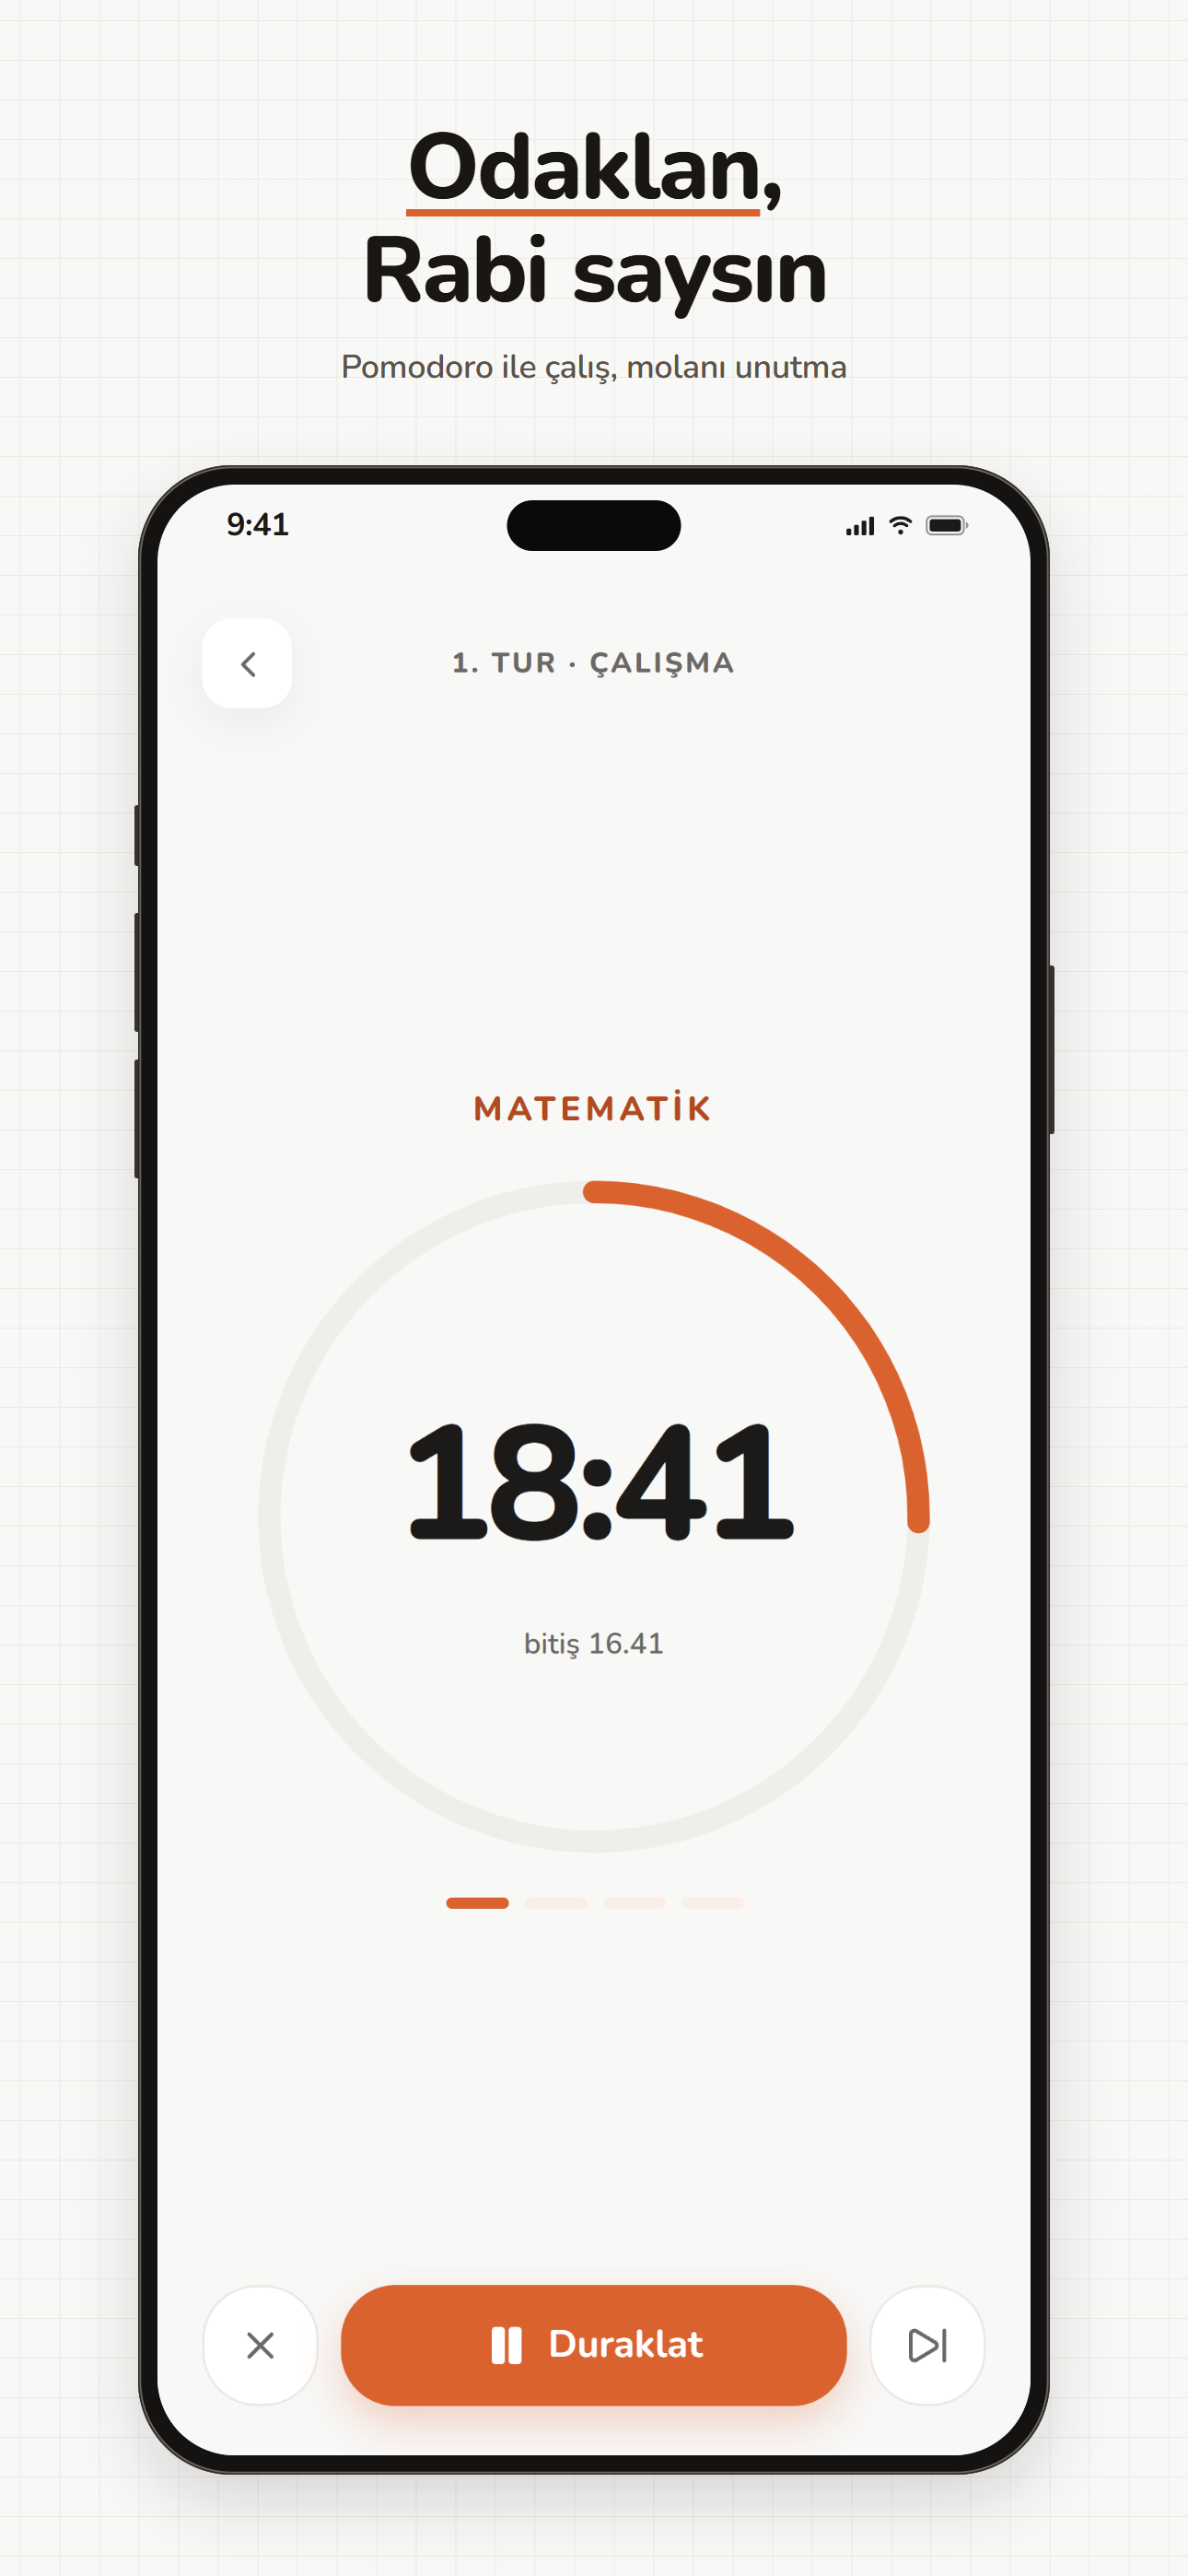 Odaklan,
Rabi saysın
Pomodoro ile çalış, molanı unutma
9:41
1. TUR · ÇALIŞMA
MATEMATİK
18:41
bitiş 16.41
Duraklat